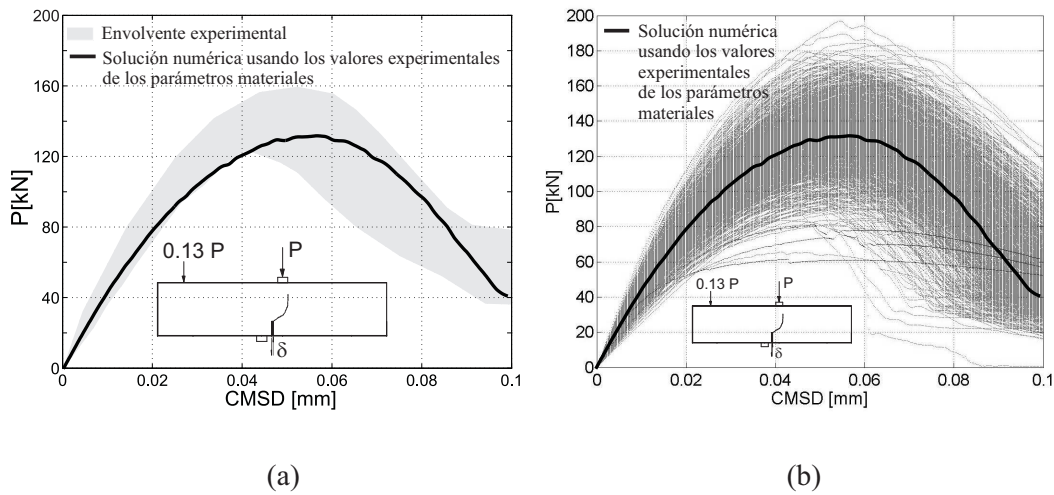 200
160
120
80
40
0
P[kN]
Envolvente experimental
Solución numérica usando los valores experimentales
de los parámetros materiales
0.13 P
P
δ
0
0.02
0.04
0.06
0.08
0.1
CMSD [mm]
(a)
200
180
160
140
120
100
80
60
40
20
0
P[kN]
Solución numérica
usando los valores
experimentales
de los parámetros
materiales
0.13 P
P
δ
0
0.02
0.04
0.06
0.08
0.1
CMSD [mm]
(b)